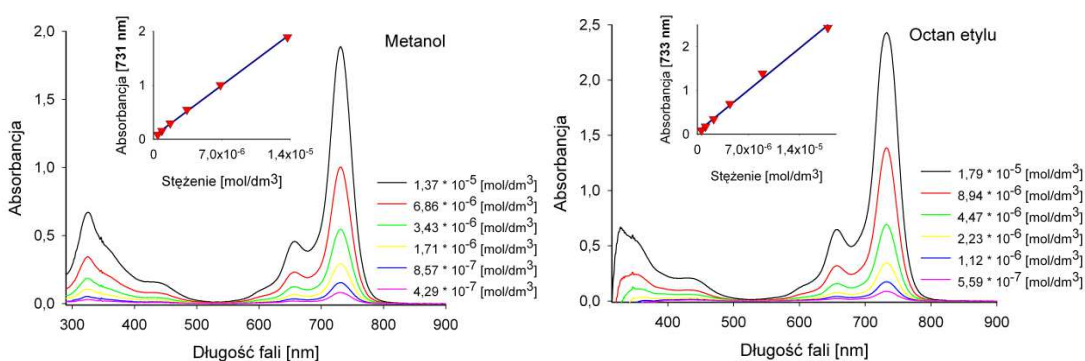 Metanol
Absorbancja
2,0
1,5
1,0
0,5
0,0
300 400 500 600 700 800 900
Długość fali [nm]
Absorbancja [731 nm]
2
1
0
0 7,0x10-6 1,4x10-5
Stężenie [mol/dm3]
1,37 * 10-5 [mol/dm3]
6,86 * 10-6 [mol/dm3]
3,43 * 10-6 [mol/dm3]
1,71 * 10-6 [mol/dm3]
8,57 * 10-7 [mol/dm3]
4,29 * 10-7 [mol/dm3]
Octan etylu
Absorbancja
2,5
2,0
1,5
1,0
0,5
0,0
400 500 600 700 800 900
Długość fali [nm]
Absorbancja [733 nm]
2
1
0
0 7,0x10-6 1,4x10-5
Stężenie [mol/dm3]
1,79 * 10-5 [mol/dm3]
8,94 * 10-6 [mol/dm3]
4,47 * 10-6 [mol/dm3]
2,23 * 10-6 [mol/dm3]
1,12 * 10-6 [mol/dm3]
5,59 * 10-7 [mol/dm3]